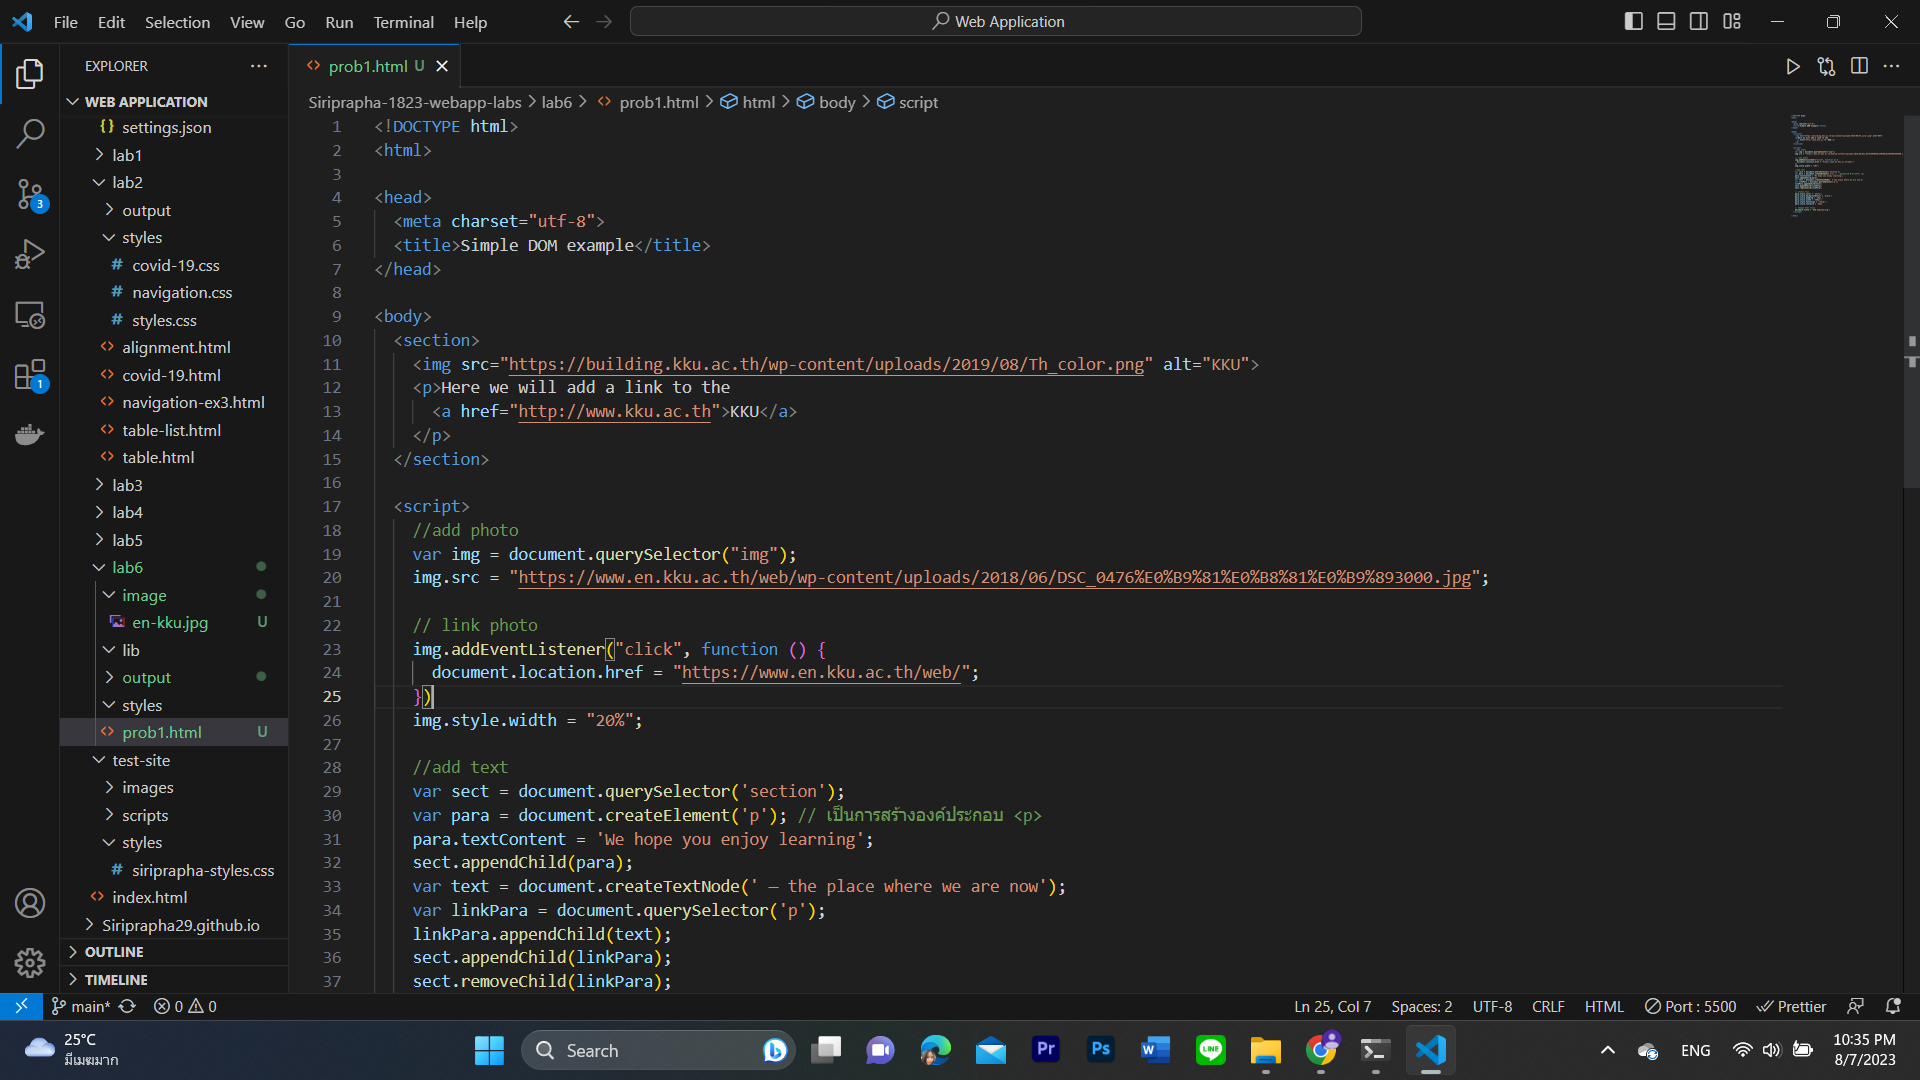 File Edit Selection View Go Run Terminal Help
Web Application
EXPLORER
WEB APPLICATION
settings.json
lab1
lab2
output
styles
# covid-19.css
# navigation.css
# styles.css
alignment.html
covid-19.html
navigation-ex3.html
table-list.html
table.html
lab3
lab4
lab5
lab6
image
en-kku.jpg U
lib
output
styles
prob1.html U
test-site
images
scripts
styles
# siriprapha-styles.css
index.html
Siriprapha29.github.io
OUTLINE
TIMELINE
3
1
prob1.html U
Siriprapha-1823-webapp-labs > lab6 > prob1.html > html > body > script
1 <!DOCTYPE html>
2 <html>
3
4 <head>
5 <meta charset="utf-8">
6 <title>Simple DOM example</title>
7 </head>
8
9 <body>
10 <section>
11 <img src="https://building.kku.ac.th/wp-content/uploads/2019/08/Th_color.png" alt="KKU">
12 <p>Here we will add a link to the
13 <a href="http://www.kku.ac.th">KKU</a>
14 </p>
15 </section>
16
17 <script>
18 //add photo
19 var img = document.querySelector("img");
20 img.src = "https://www.en.kku.ac.th/web/wp-content/uploads/2018/06/DSC_0476%E0%B9%81%E0%B8%81%E0%B9%893000.jpg";
21
22 // link photo
23 img.addEventListener("click", function () {
24 document.location.href = "https://www.en.kku.ac.th/web/";
25 })
26 img.style.width = "20%";
27
28 //add text
29 var sect = document.querySelector('section');
30 var para = document.createElement('p'); // เป็นการสร้างองค์ประกอบ <p>
31 para.textContent = 'We hope you enjoy learning';
32 sect.appendChild(para);
33 var text = document.createTextNode(' — the place where we are now');
34 var linkPara = document.querySelector('p');
35 linkPara.appendChild(text);
36 sect.appendChild(linkPara);
37 sect.removeChild(linkPara);
main* 0 0 Ln 25, Col 7 Spaces: 2 UTF-8 CRLF HTML Port : 5500 Prettier
25°C
มีเมฆมาก
Search
Pr
Ps
W
LINE
ENG
10:35 PM
8/7/2023